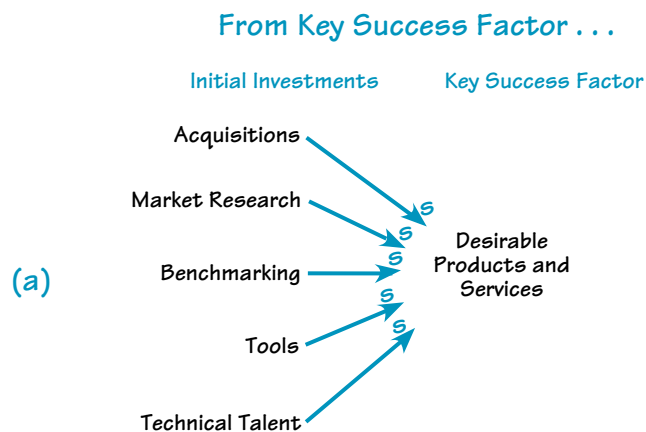 From Key Success Factor . . .
Initial Investments
Key Success Factor
Acquisitions
s
Market Research
s
Desirable
Products and
Services
(a)
Benchmarking
s
s
s
Tools
Technical Talent